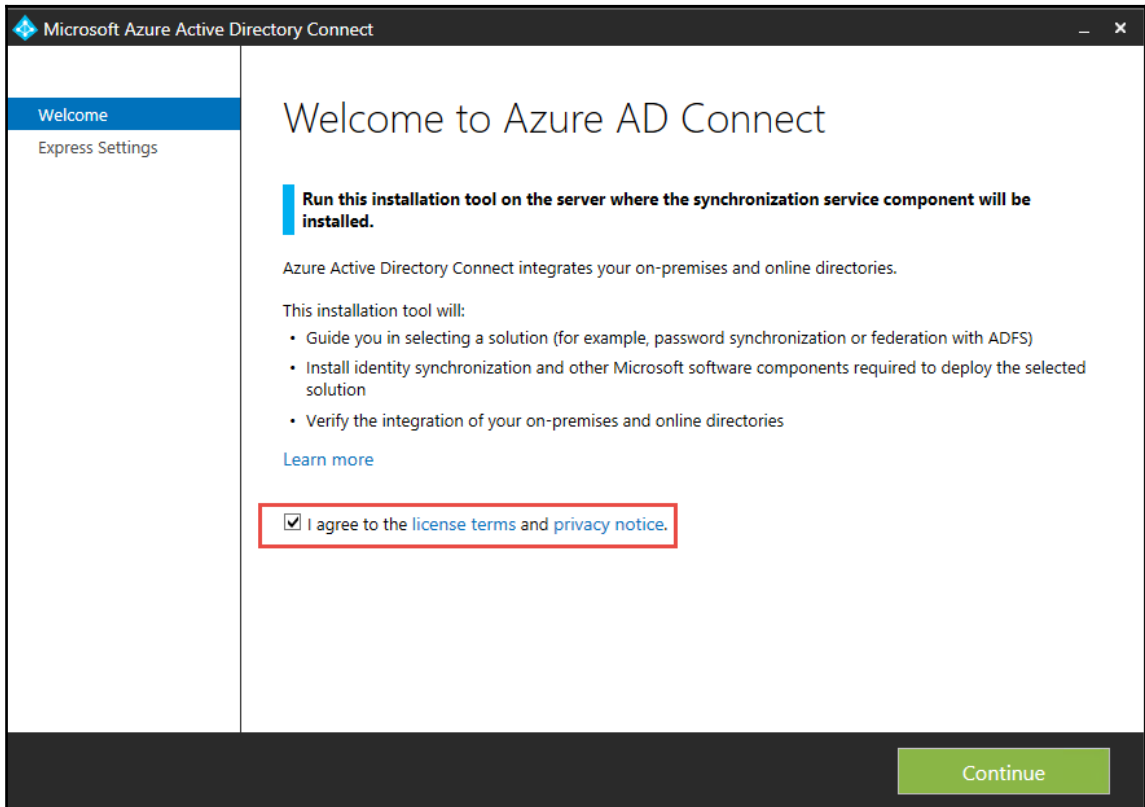 Microsoft Azure Active Directory Connect
Welcome
Express Settings
Welcome to Azure AD Connect
Run this installation tool on the server where the synchronization service component will be
installed.
Azure Active Directory Connect integrates your on-premises and online directories.
This installation tool will:
• Guide you in selecting a solution (for example, password synchronization or federation with ADFS)
• Install identity synchronization and other Microsoft software components required to deploy the selected
solution
• Verify the integration of your on-premises and online directories
Learn more
I agree to the license terms and privacy notice.
Continue